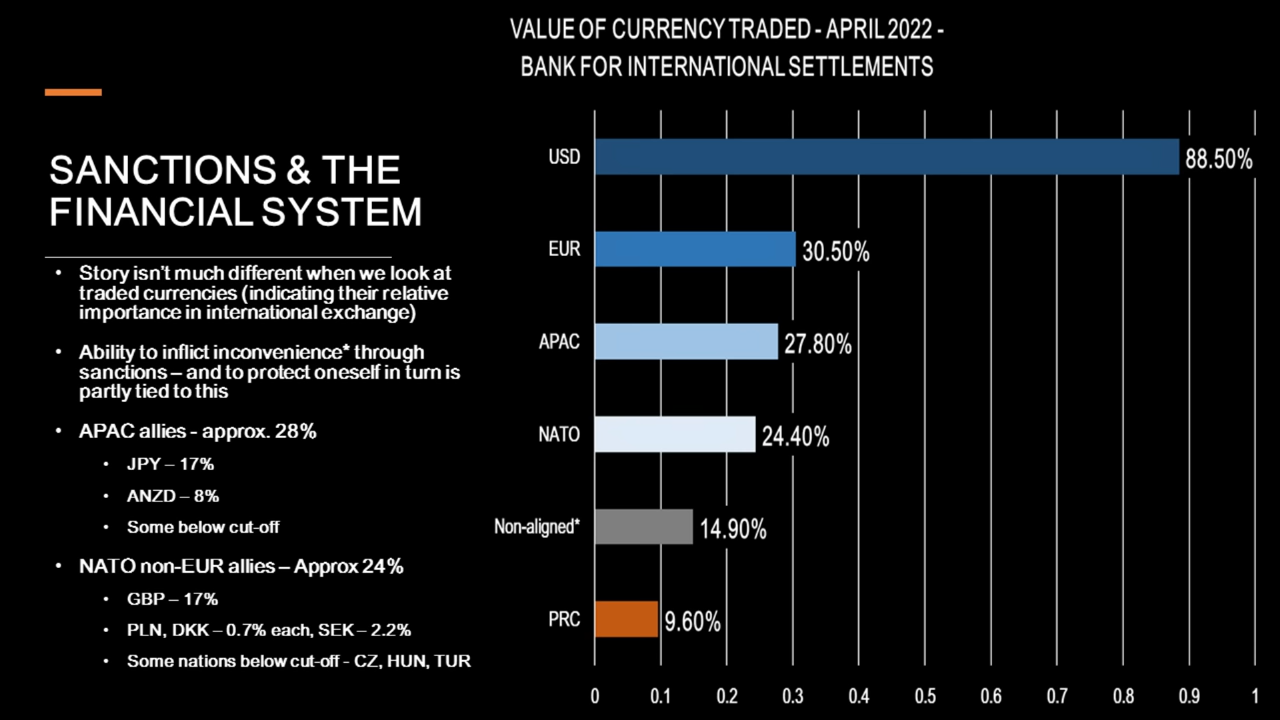 VALUE OF CURRENCY TRADED - APRIL 2022 -
BANK FOR INTERNATIONAL SETTLEMENTS
SANCTIONS & THE
FINANCIAL SYSTEM
• Story isn't much different when we look at
traded currencies (indicating their relative
importance in international exchange)
• Ability to inflict inconvenience* through
sanctions – and to protect oneself in turn is
partly tied to this
• APAC allies - approx. 28%
• JPY – 17%
• ANZD – 8%
• Some below cut-off
• NATO non-EUR allies – Approx 24%
• GBP – 17%
• PLN, DKK – 0.7% each, SEK – 2.2%
• Some nations below cut-off - CZ, HUN, TUR
USD 88.50%
EUR 30.50%
APAC 27.80%
NATO 24.40%
Non-aligned* 14.90%
PRC 9.60%
0 0.1 0.2 0.3 0.4 0.5 0.6 0.7 0.8 0.9 1